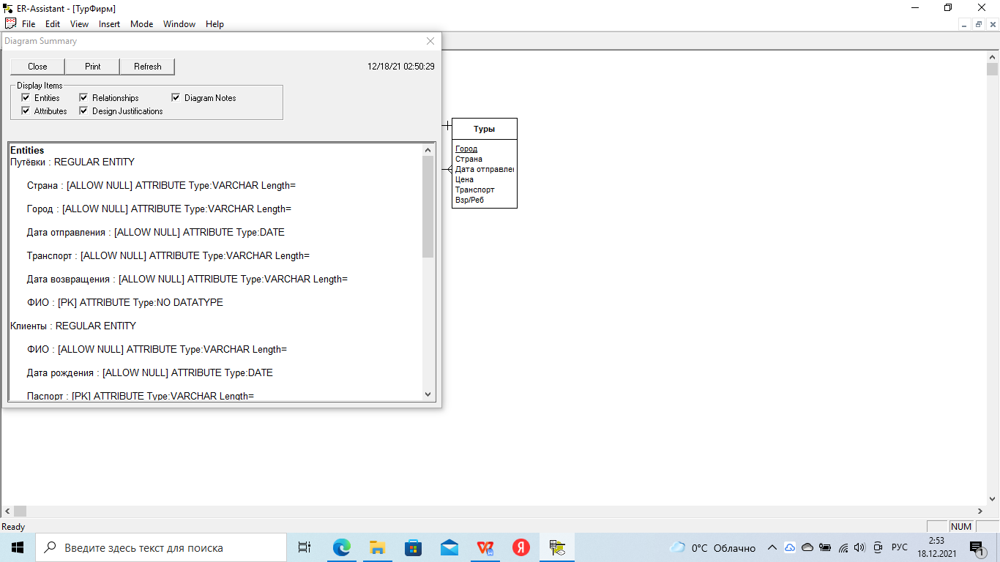 ER-Assistant - [ТурФирм]
File Edit View Insert Mode Window Help
Diagram Summary
Close Print Refresh 12/18/21 02:50:29
Display Items
Entities Relationships Diagram Notes
Attributes Design Justifications
Entities
Путёвки : REGULAR ENTITY
Страна : [ALLOW NULL] ATTRIBUTE Type:VARCHAR Length=
Город : [ALLOW NULL] ATTRIBUTE Type:VARCHAR Length=
Дата отправления : [ALLOW NULL] ATTRIBUTE Type:DATE
Транспорт : [ALLOW NULL] ATTRIBUTE Type:VARCHAR Length=
Дата возвращения : [ALLOW NULL] ATTRIBUTE Type:VARCHAR Length=
ФИО : [PK] ATTRIBUTE Type:NO DATATYPE
Клиенты : REGULAR ENTITY
ФИО : [ALLOW NULL] ATTRIBUTE Type:VARCHAR Length=
Дата рождения : [ALLOW NULL] ATTRIBUTE Type:DATE
Паспорт : [PK] ATTRIBUTE Type:VARCHAR Length=
Туры
Город
Страна
Дата отправле
Цена
Транспорт
Взр/Реб
Ready NUM
Введите здесь текст для поиска
0°C Облачно РУС
2:53
18.12.2021
1